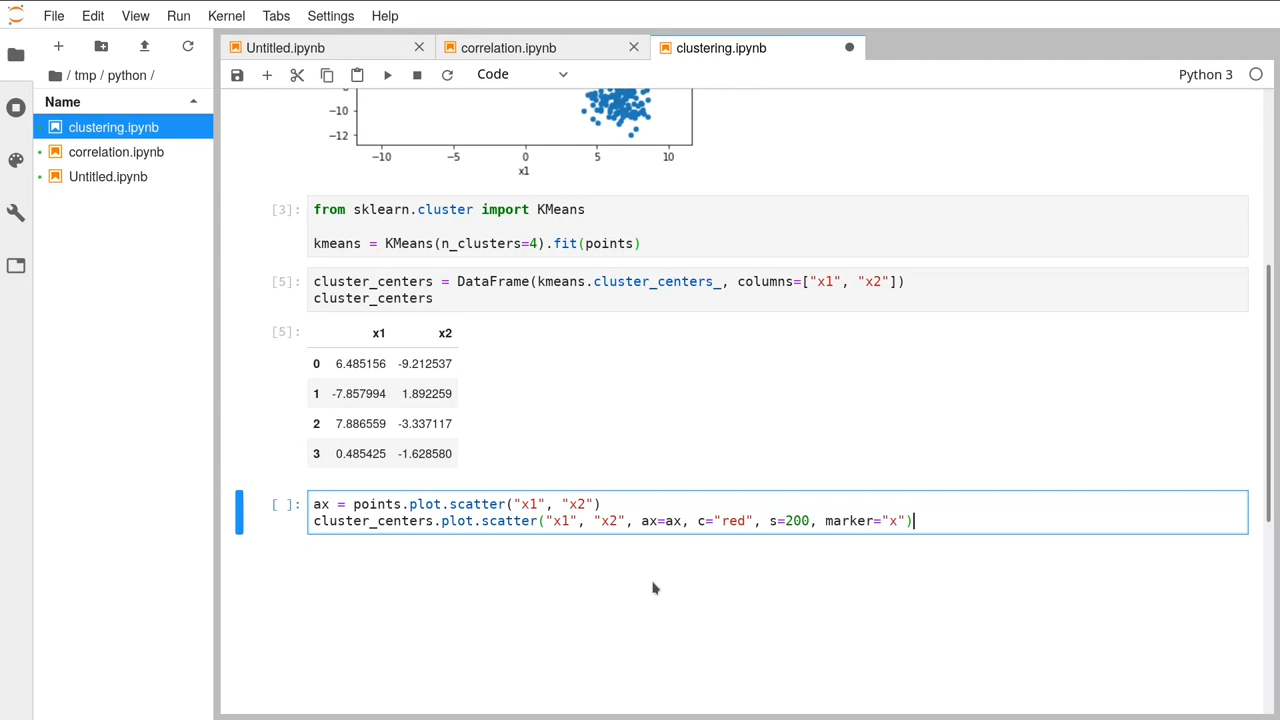 File Edit View Run Kernel Tabs Settings Help
Untitled.ipynb correlation.ipynb clustering.ipynb
Code Python 3
/ tmp / python /
Name
clustering.ipynb
correlation.ipynb
Untitled.ipynb
−10
−12
−10 −5 0 5 10
x1
[3]: from sklearn.cluster import KMeans
kmeans = KMeans(n_clusters=4).fit(points)
[5]: cluster_centers = DataFrame(kmeans.cluster_centers_, columns=["x1", "x2"])
cluster_centers
[5]: x1 x2
0 6.485156 -9.212537
1 -7.857994 1.892259
2 7.886559 -3.337117
3 0.485425 -1.628580
[ ]: ax = points.plot.scatter("x1", "x2")
cluster_centers.plot.scatter("x1", "x2", ax=ax, c="red", s=200, marker="x")